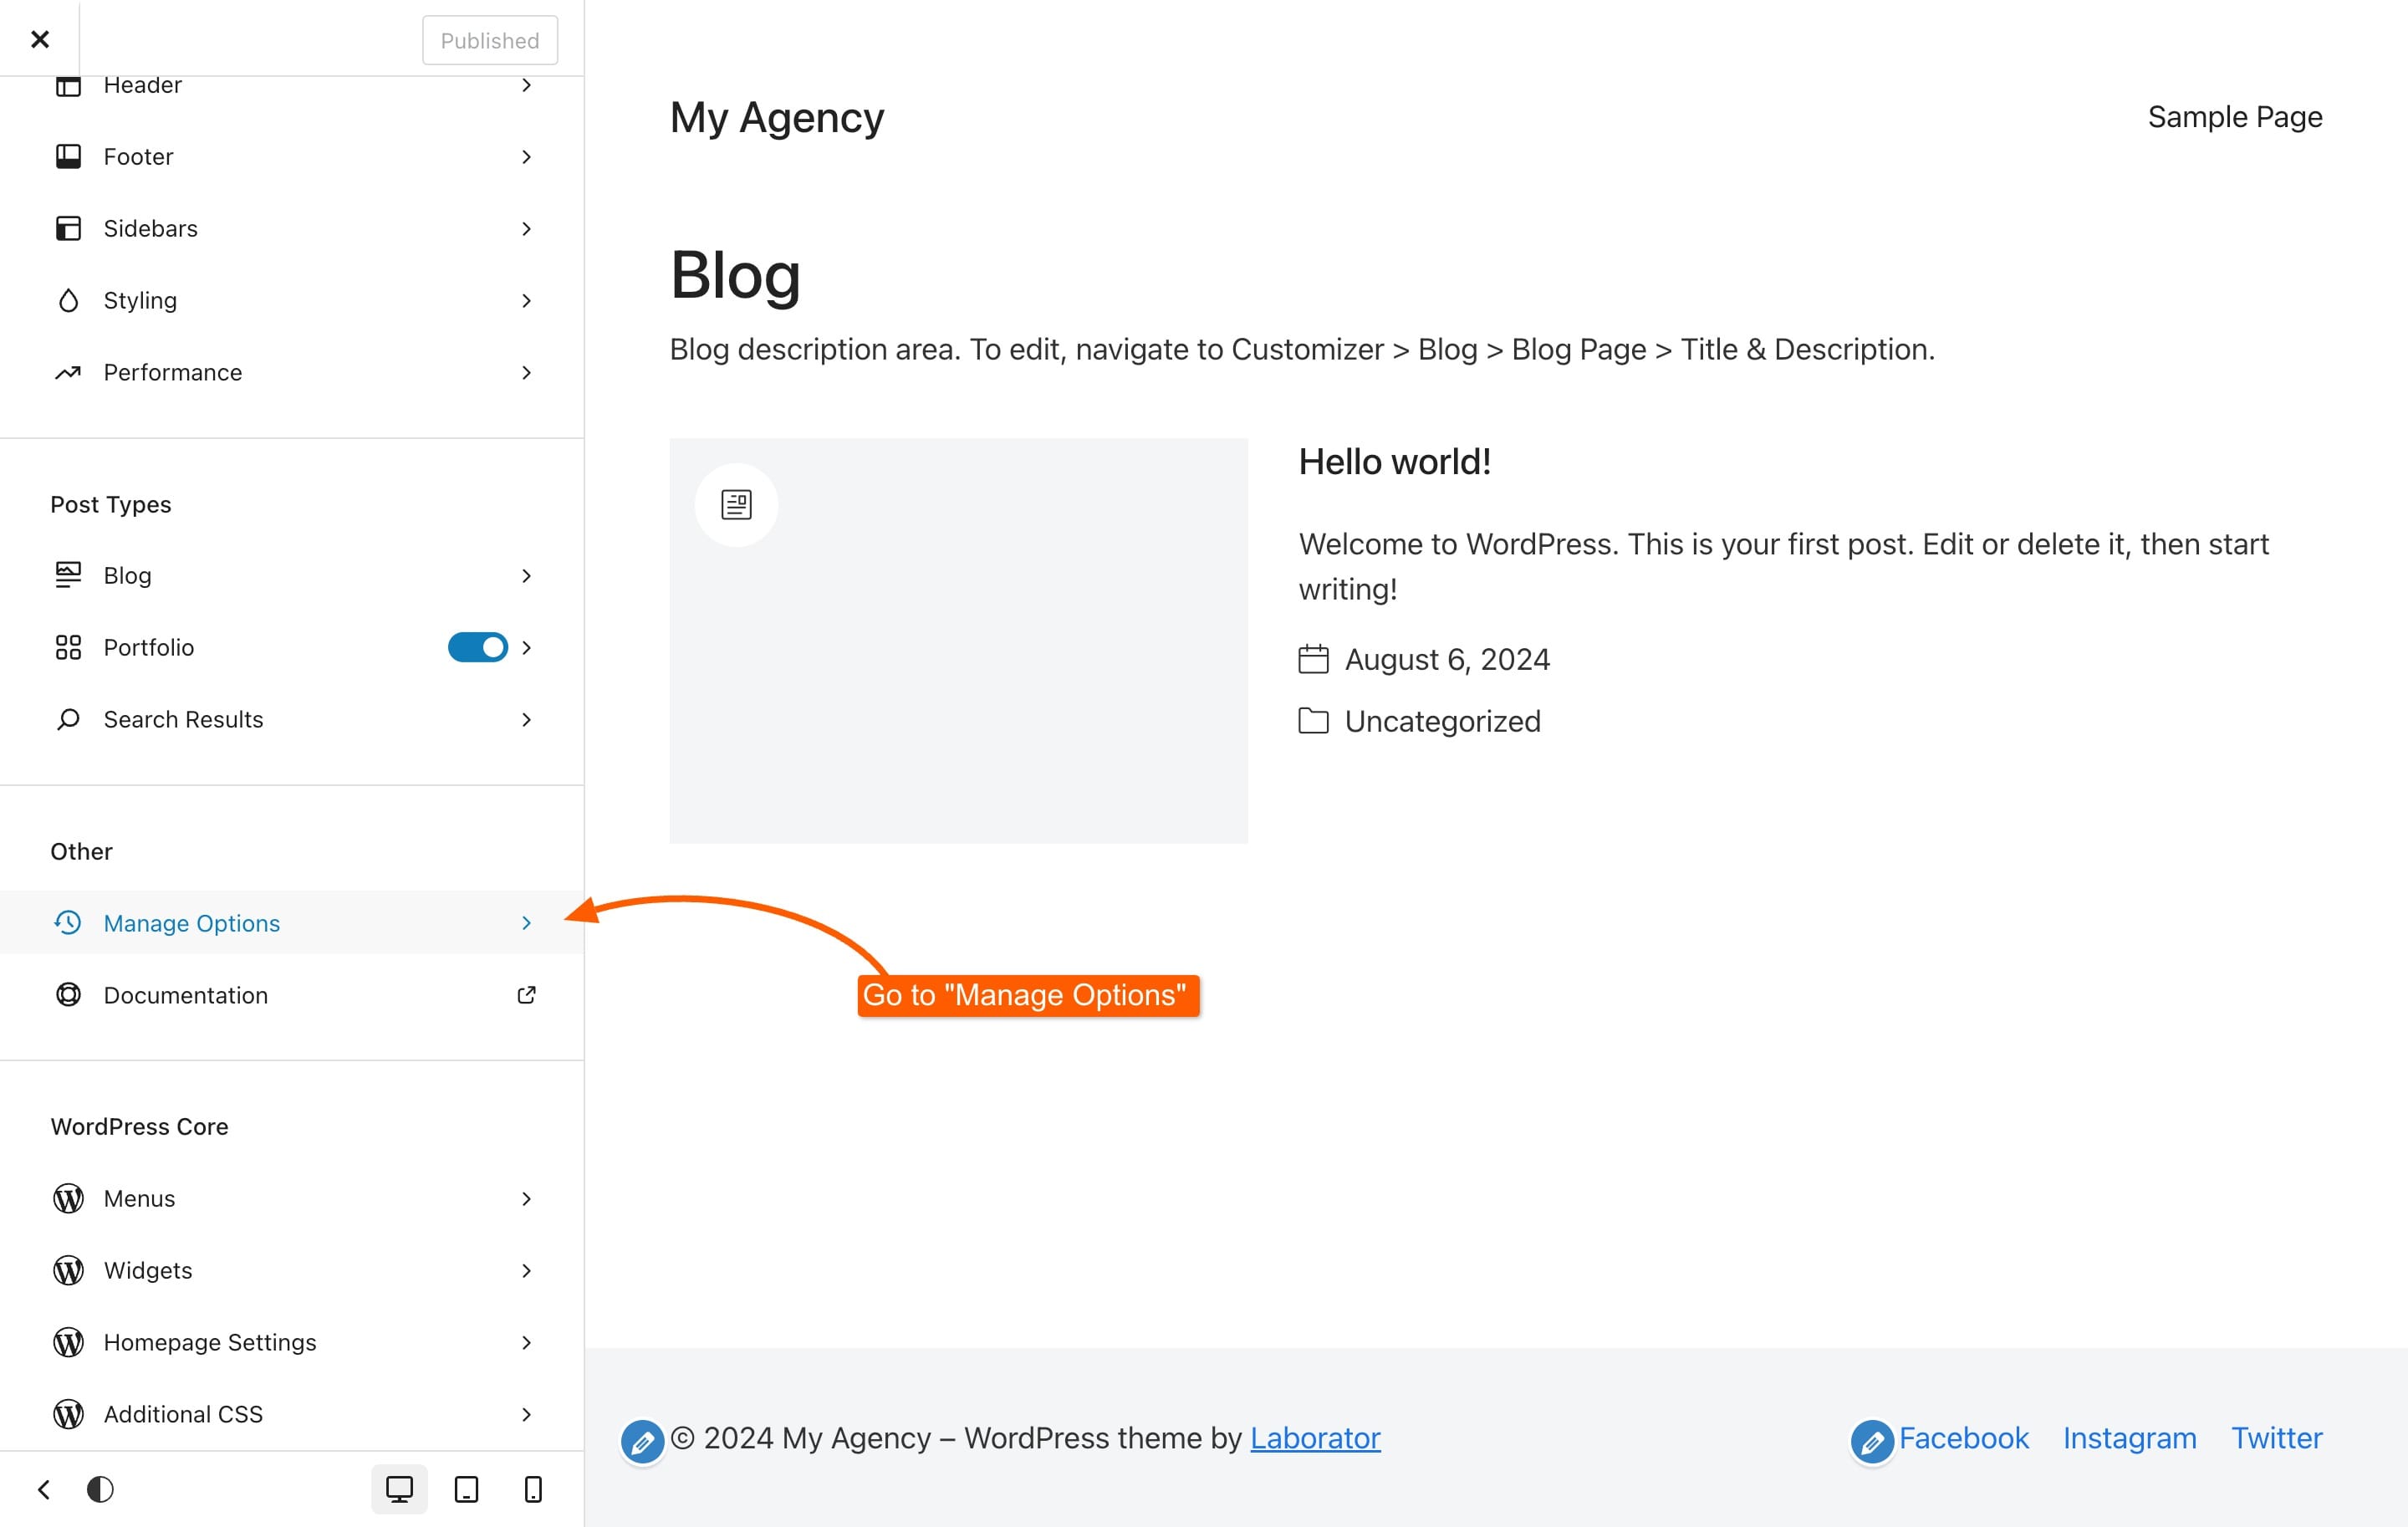 Published
Header
Footer
Sidebars
Styling
Performance
Post Types
Blog
Portfolio
Search Results
Other
Manage Options
Documentation
WordPress Core
Menus
Widgets
Homepage Settings
Additional CSS
My Agency
Sample Page
Blog
Blog description area. To edit, navigate to Customizer > Blog > Blog Page > Title & Description.
Hello world!
Welcome to WordPress. This is your first post. Edit or delete it, then start
writing!
August 6, 2024
Uncategorized
Go to "Manage Options"
© 2024 My Agency – WordPress theme by Laborator
Facebook Instagram Twitter